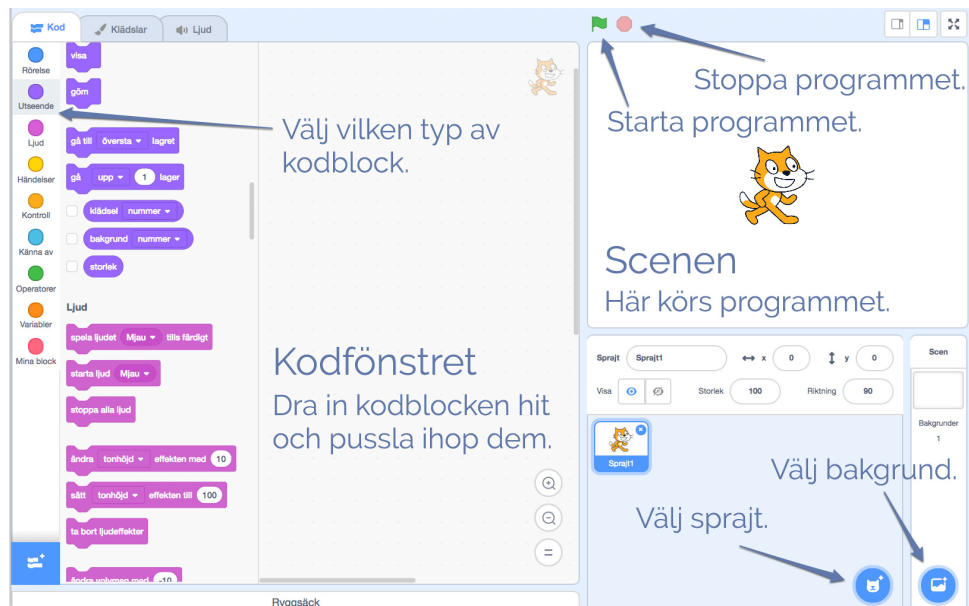 Kod
Klädslar
Ljud
Rörelse
Utseende
Ljud
Händelser
Kontroll
Känna av
Operatorer
Variabler
Mina block
visa
göm
gå till översta lagret
gå upp 1 lager
klädsel nummer
bakgrund nummer
storlek
Ljud
spela ljudet Mjau tills färdigt
starta ljud Mjau
stoppa alla ljud
ändra tonhöjd effekten med 10
sätt tonhöjd effekten till 100
ta bort ljudeffekter
ändra volymen med -10
Välj vilken typ av
kodblock.
Kodfönstret
Dra in kodblocken hit
och pussla ihop dem.
Ryggsäck
Stoppa programmet.
Starta programmet.
Scenen
Här körs programmet.
Sprajt Sprajt1 x 0 y 0
Visa Storlek 100 Riktning 90
Sprajt1
Välj sprajt.
Välj bakgrund.
Scen
Bakgrunder
1